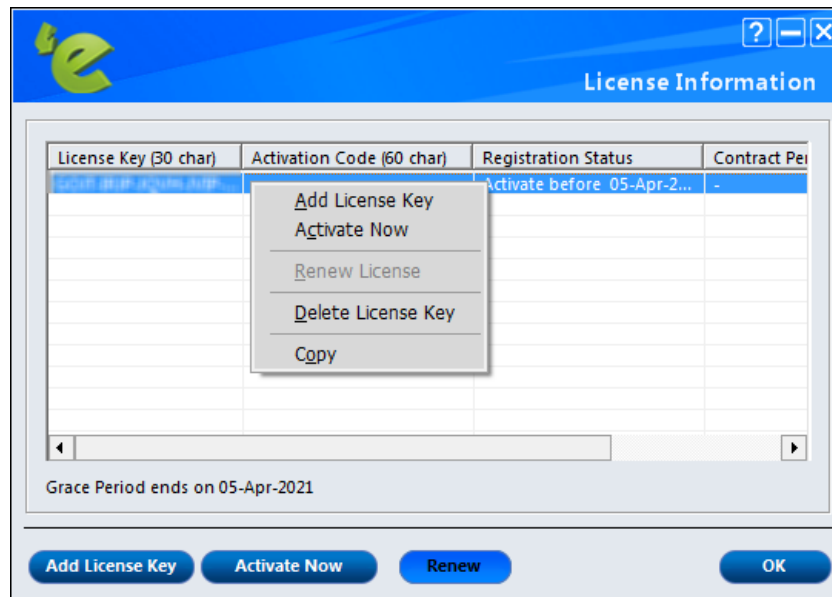 e
License Information
License Key (30 char) Activation Code (60 char) Registration Status Contract Per
Activate before 05-Apr-2... -
Add License Key
Activate Now
Renew License
Delete License Key
Copy
Grace Period ends on 05-Apr-2021
Add License Key Activate Now Renew OK